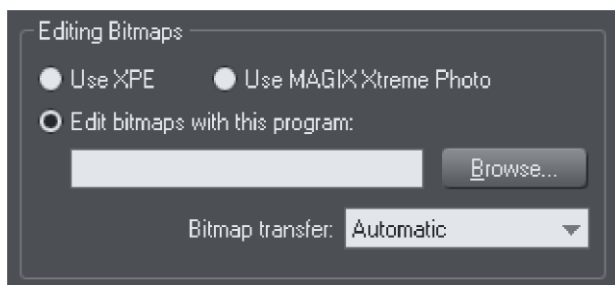 Editing Bitmaps
Use XPE Use MAGIX Xtreme Photo
Edit bitmaps with this program:
Browse...
Bitmap transfer: Automatic